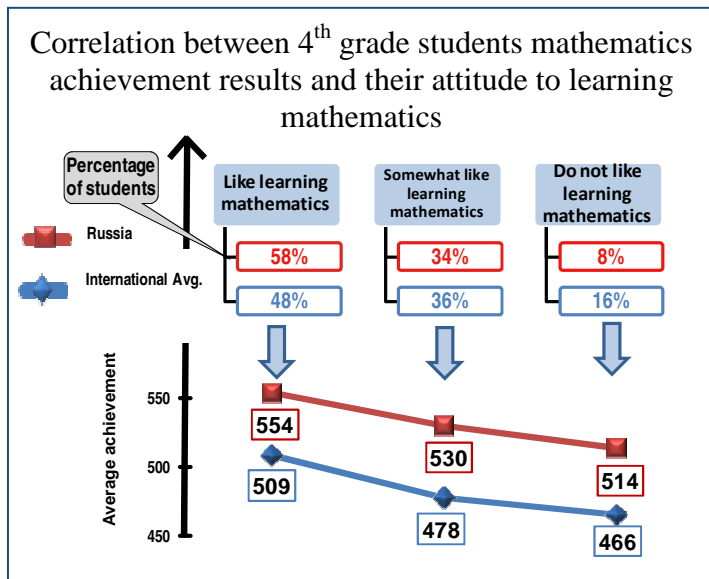 Correlation between 4th grade students mathematics
achievement results and their attitude to learning
mathematics
Percentage
of students
Like learning
mathematics
Somewhat like
learning
mathematics
Do not like
learning
mathematics
Russia
58%
34%
8%
International Avg.
48%
36%
16%
Average achievement
550
500
450
554
530
514
509
478
466